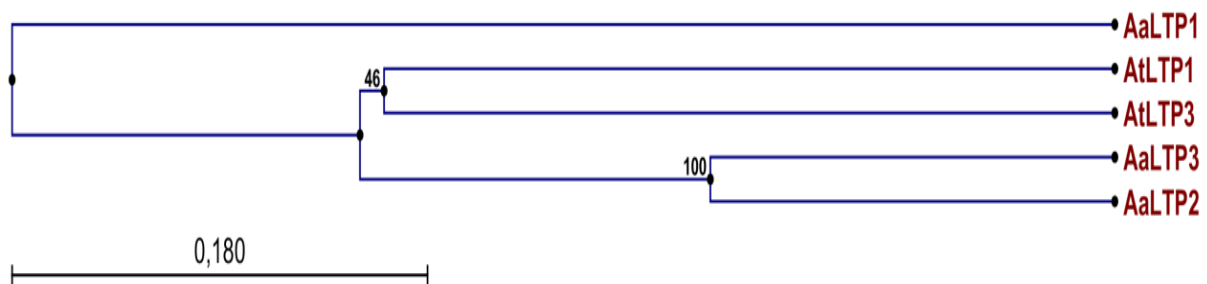 AaLTP1
46
AtLTP1
AtLTP3
100
AaLTP3
AaLTP2
0,180